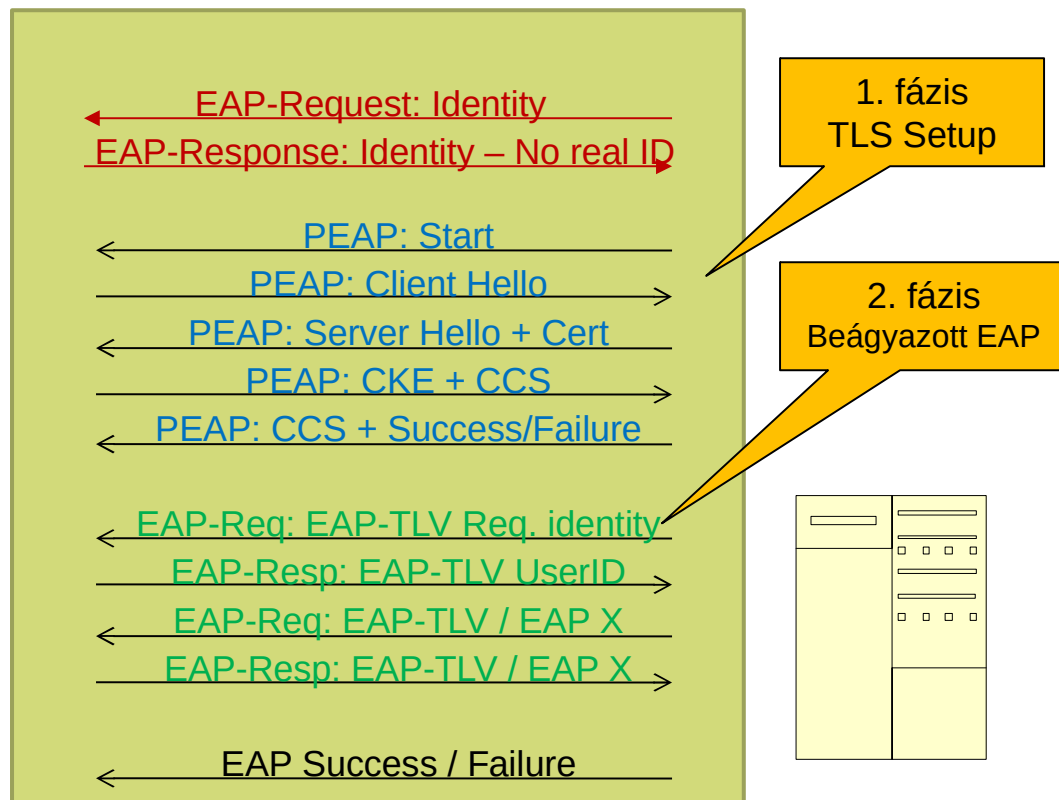 EAP-Request: Identity
EAP-Response: Identity – No real ID
PEAP: Start
PEAP: Client Hello
PEAP: Server Hello + Cert
PEAP: CKE + CCS
PEAP: CCS + Success/Failure
EAP-Req: EAP-TLV Req. identity
EAP-Resp: EAP-TLV UserID
EAP-Req: EAP-TLV / EAP X
EAP-Resp: EAP-TLV / EAP X
EAP Success / Failure
1. fázis
TLS Setup
2. fázis
Beágyazott EAP